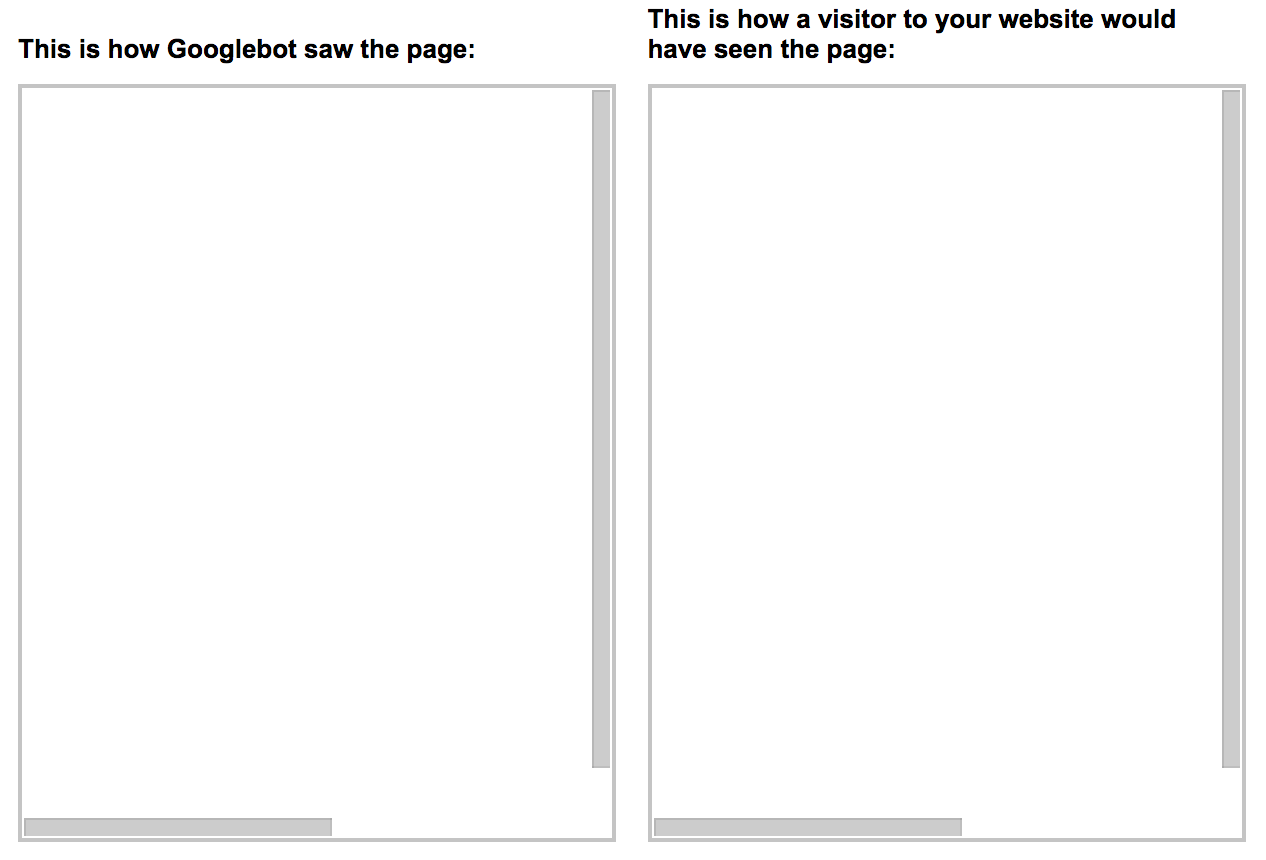 This is how Googlebot saw the page:
This is how a visitor to your website would
have seen the page: